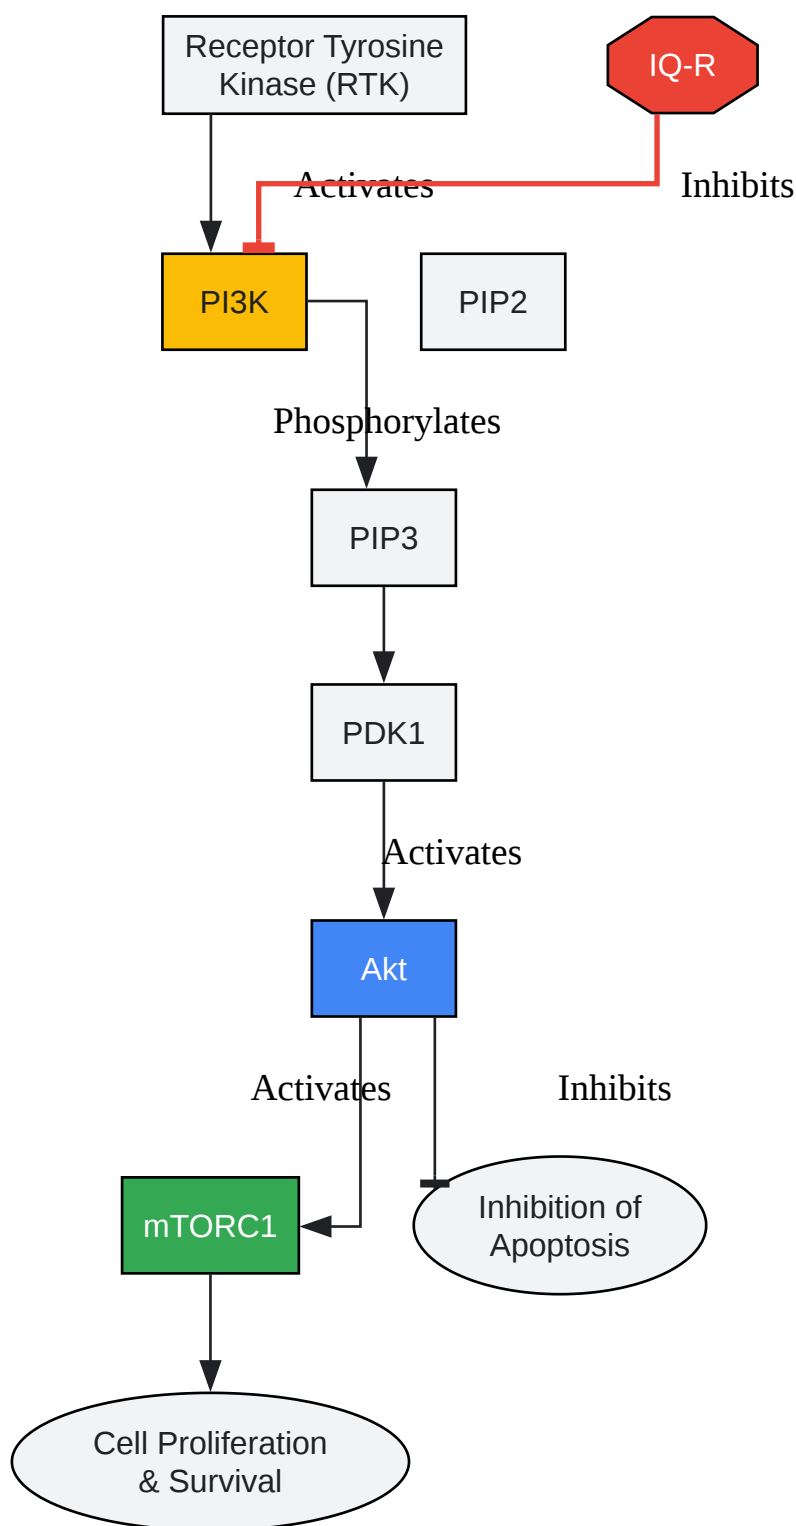 Receptor Tyrosine
Kinase (RTK)
IQ-R
Activates
Inhibits
PI3K
PIP2
Phosphorylates
PIP3
PDK1
Activates
Akt
Activates
Inhibits
mTORC1
Inhibition of
Apoptosis
Cell Proliferation
& Survival